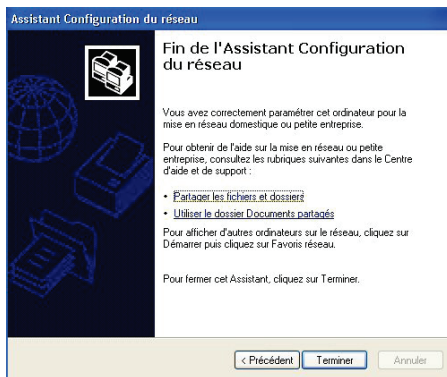 Assistant Configuration du réseau
Fin de l'Assistant Configuration
du réseau
Vous avez correctement paramétré cet ordinateur pour la
mise en réseau domestique ou petite entreprise.
Pour obtenir de l'aide sur la mise en réseau ou petite
entreprise, consultez les rubriques suivantes dans le Centre
d'aide et de support :
• Partager les fichiers et dossiers
• Utiliser le dossier Documents partagés
Pour afficher d'autres ordinateurs sur le réseau, cliquez sur
Démarrer puis cliquez sur Favoris réseau.
Pour fermer cet Assistant, cliquez sur Terminer.
< Précédent Terminer Annuler